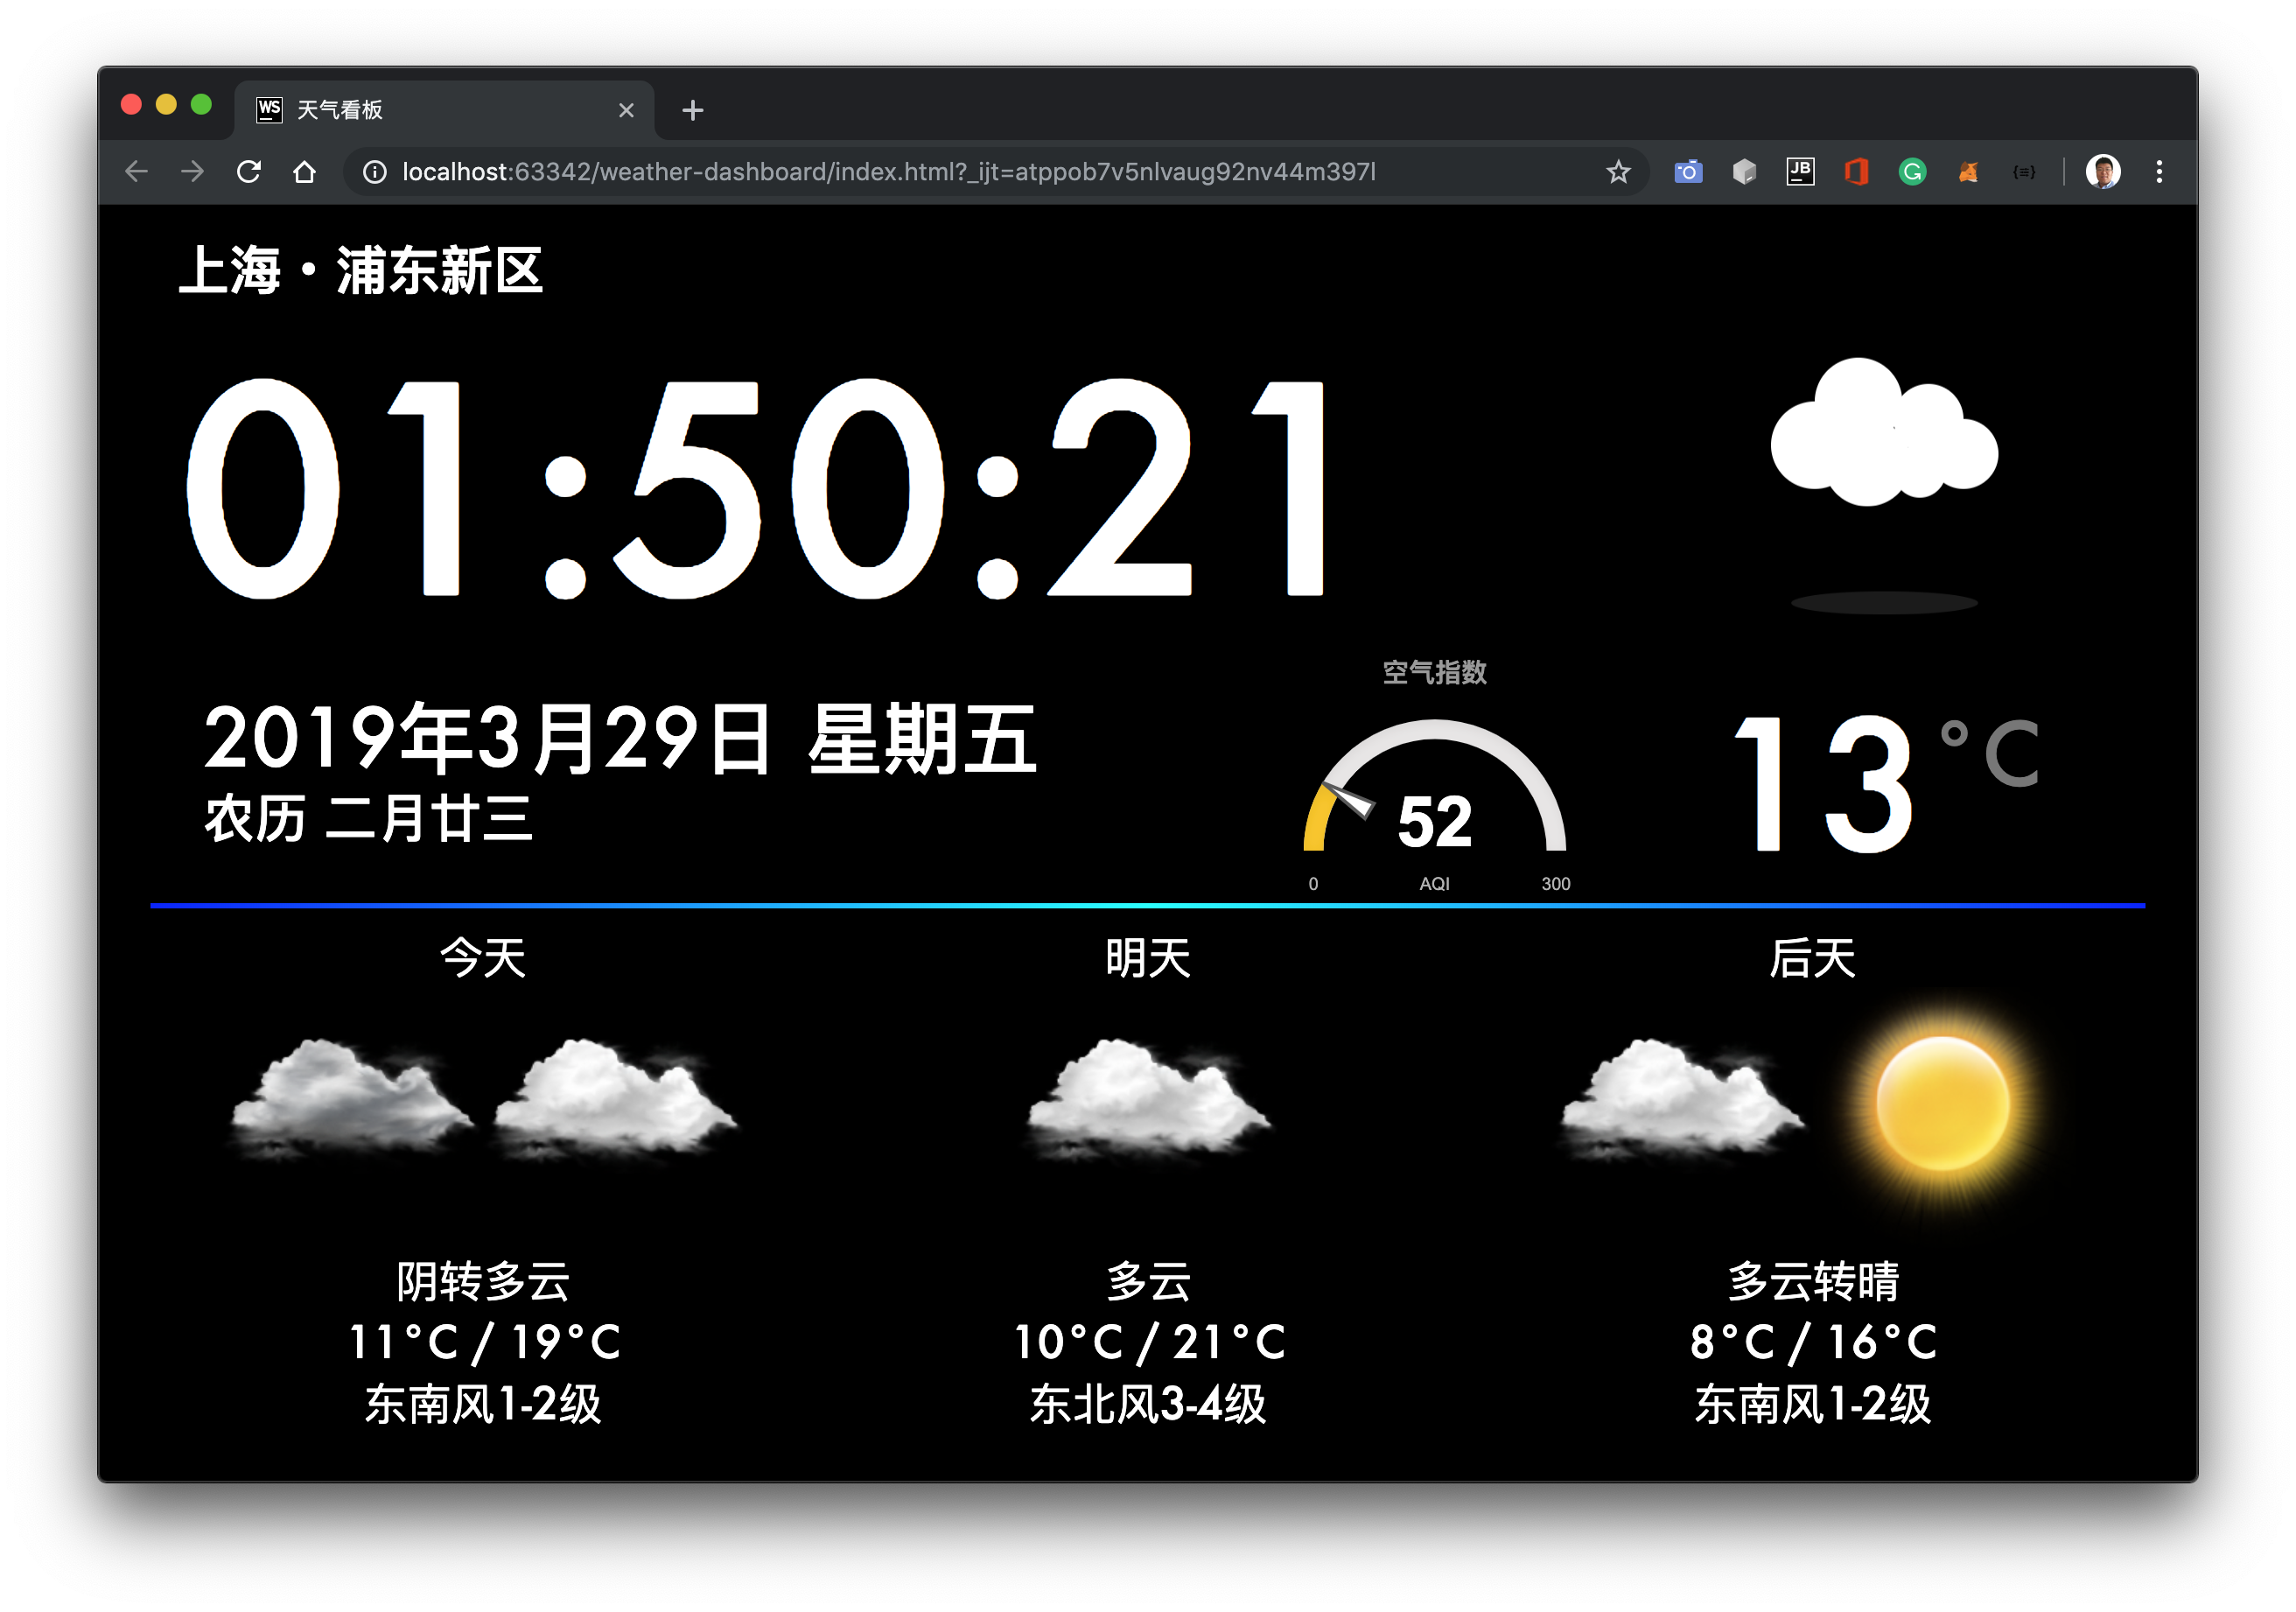 WS 天气看板
localhost:63342/weather-dashboard/index.html?_ijt=atppob7v5nlvaug92nv44m397l
JB
G
{≡}
上海·浦东新区
01:50:21
空气指数
2019年3月29日 星期五
农历 二月廿三
52
0 AQI 300
13°C
今天 明天 后天
阴转多云 多云 多云转晴
11°C / 19°C 10°C / 21°C 8°C / 16°C
东南风1-2级 东北风3-4级 东南风1-2级